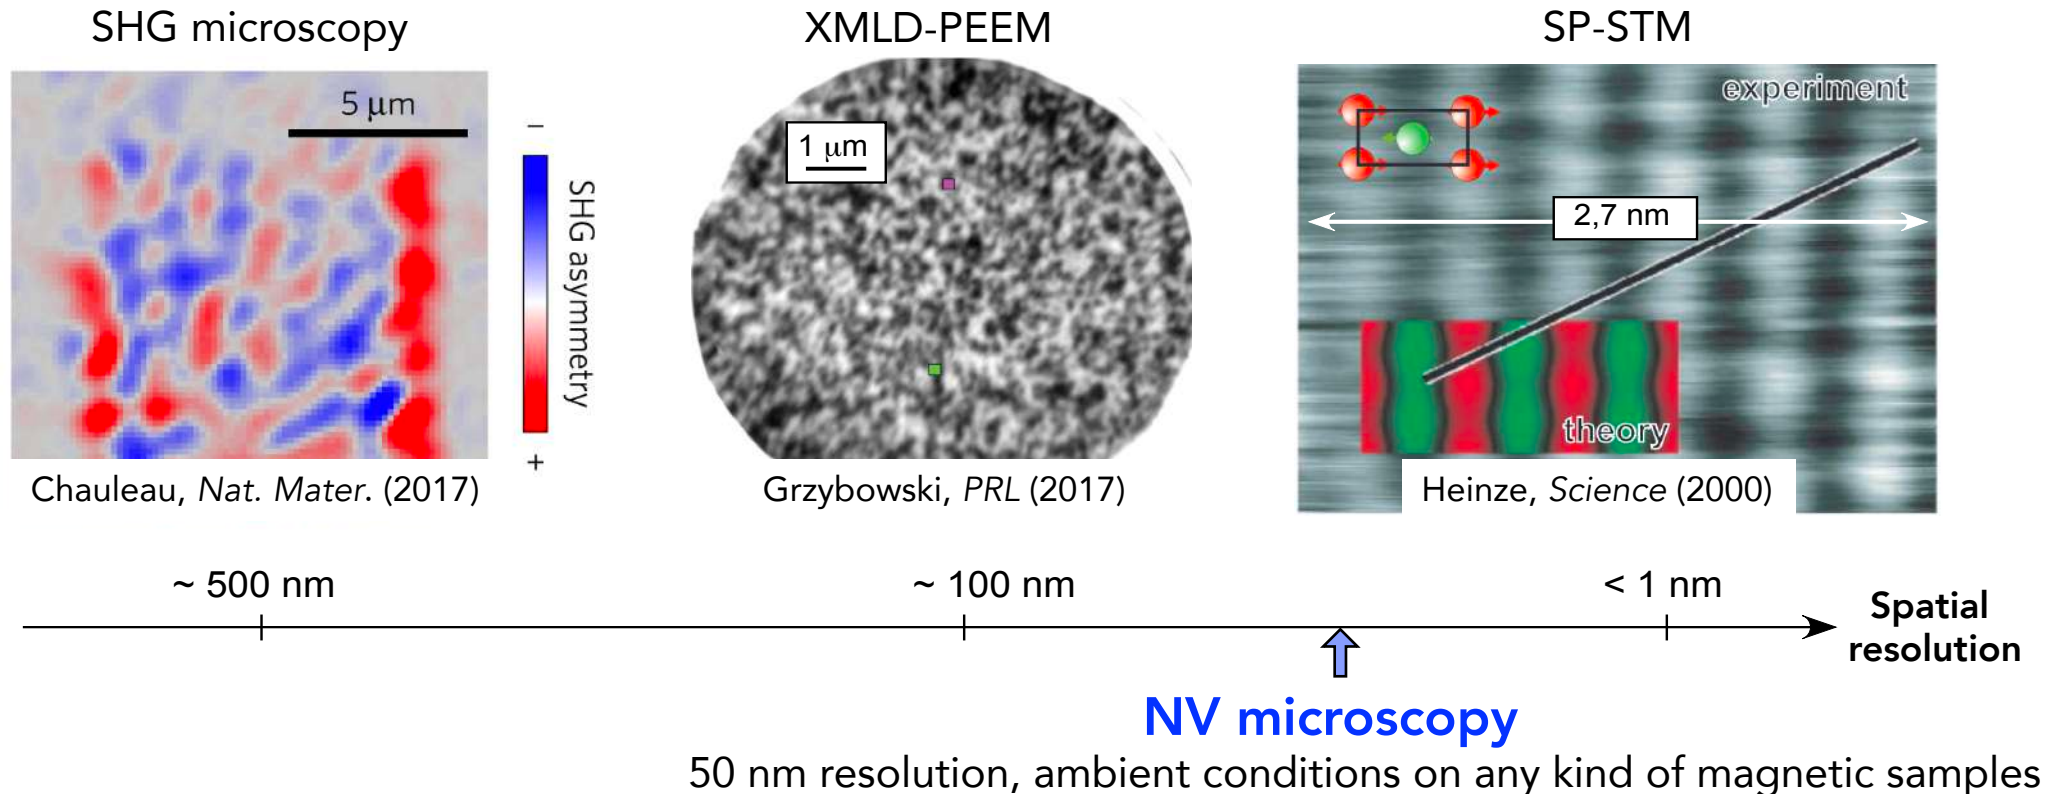 SHG microscopy
XMLD-PEEM
SP-STM
5 μm
−
SHG asymmetry
+
1 μm
experiment
2,7 nm
theory
Chauleau, Nat. Mater. (2017)
Grzybowski, PRL (2017)
Heinze, Science (2000)
~ 500 nm
~ 100 nm
< 1 nm
Spatial
resolution
NV microscopy
50 nm resolution, ambient conditions on any kind of magnetic samples